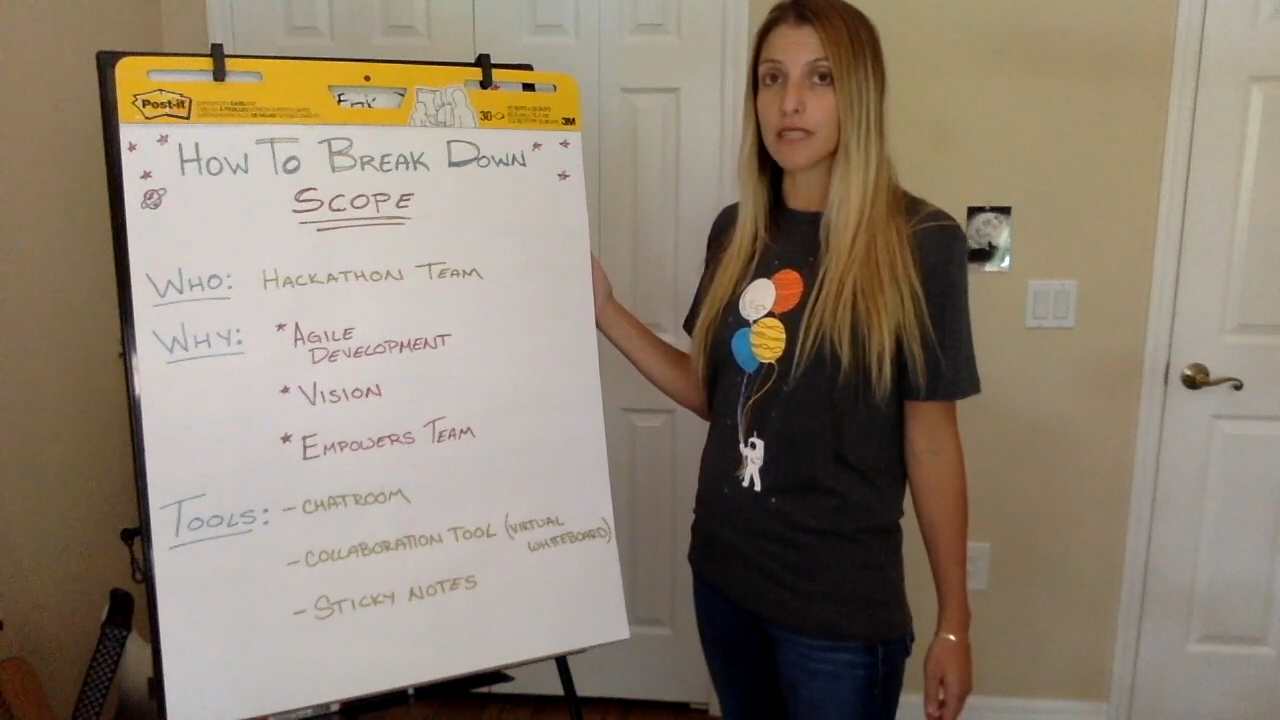 Post-it
30
3M
HOW TO BREAK DOWN
SCOPE
WHO: HACKATHON TEAM
WHY: * AGILE
DEVELOPMENT
* VISION
* EMPOWERS TEAM
TOOLS: - CHATROOM
- COLLABORATION TOOL (VIRTUAL
WHITEBOARD)
- STICKY NOTES